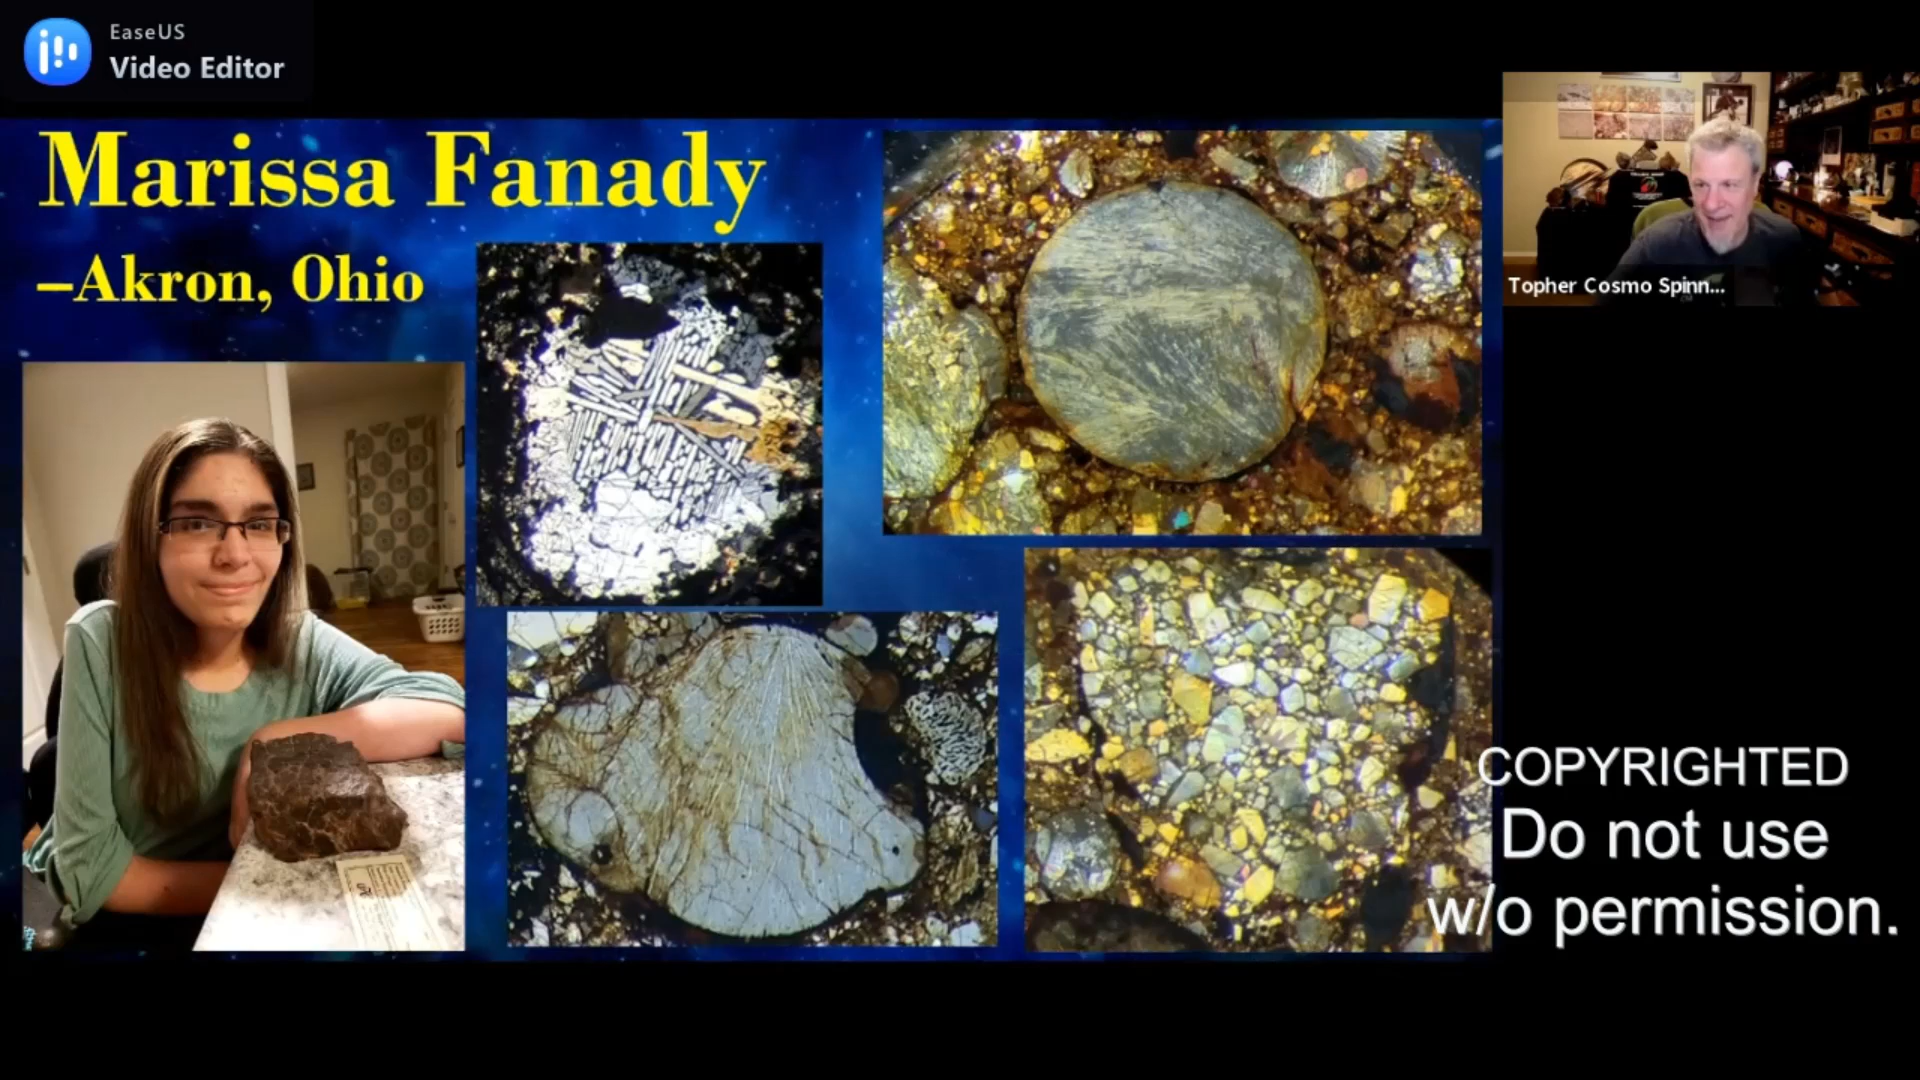 EaseUS
Video Editor
Marissa Fanady
–Akron, Ohio
Topher Cosmo Spinn...
COPYRIGHTED
Do not use
w/o permission.